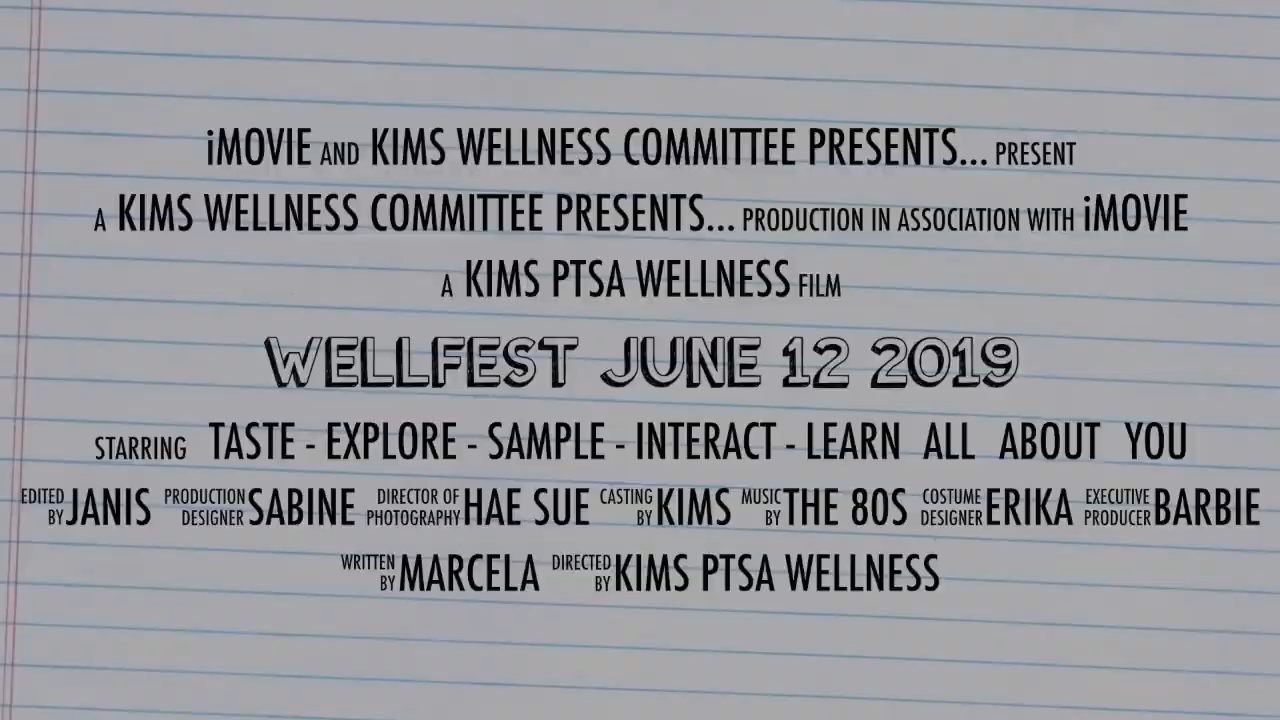 iMOVIE AND KIMS WELLNESS COMMITTEE PRESENTS... PRESENT
A KIMS WELLNESS COMMITTEE PRESENTS... PRODUCTION IN ASSOCIATION WITH iMOVIE
A KIMS PTSA WELLNESS FILM
WELLFEST JUNE 12 2019
STARRING TASTE - EXPLORE - SAMPLE - INTERACT - LEARN ALL ABOUT YOU
EDITED BY JANIS PRODUCTION DESIGNER SABINE DIRECTOR OF PHOTOGRAPHY HAE SUE CASTING BY KIMS MUSIC BY THE 80S COSTUME DESIGNER ERIKA EXECUTIVE PRODUCER BARBIE
WRITTEN BY MARCELA DIRECTED BY KIMS PTSA WELLNESS